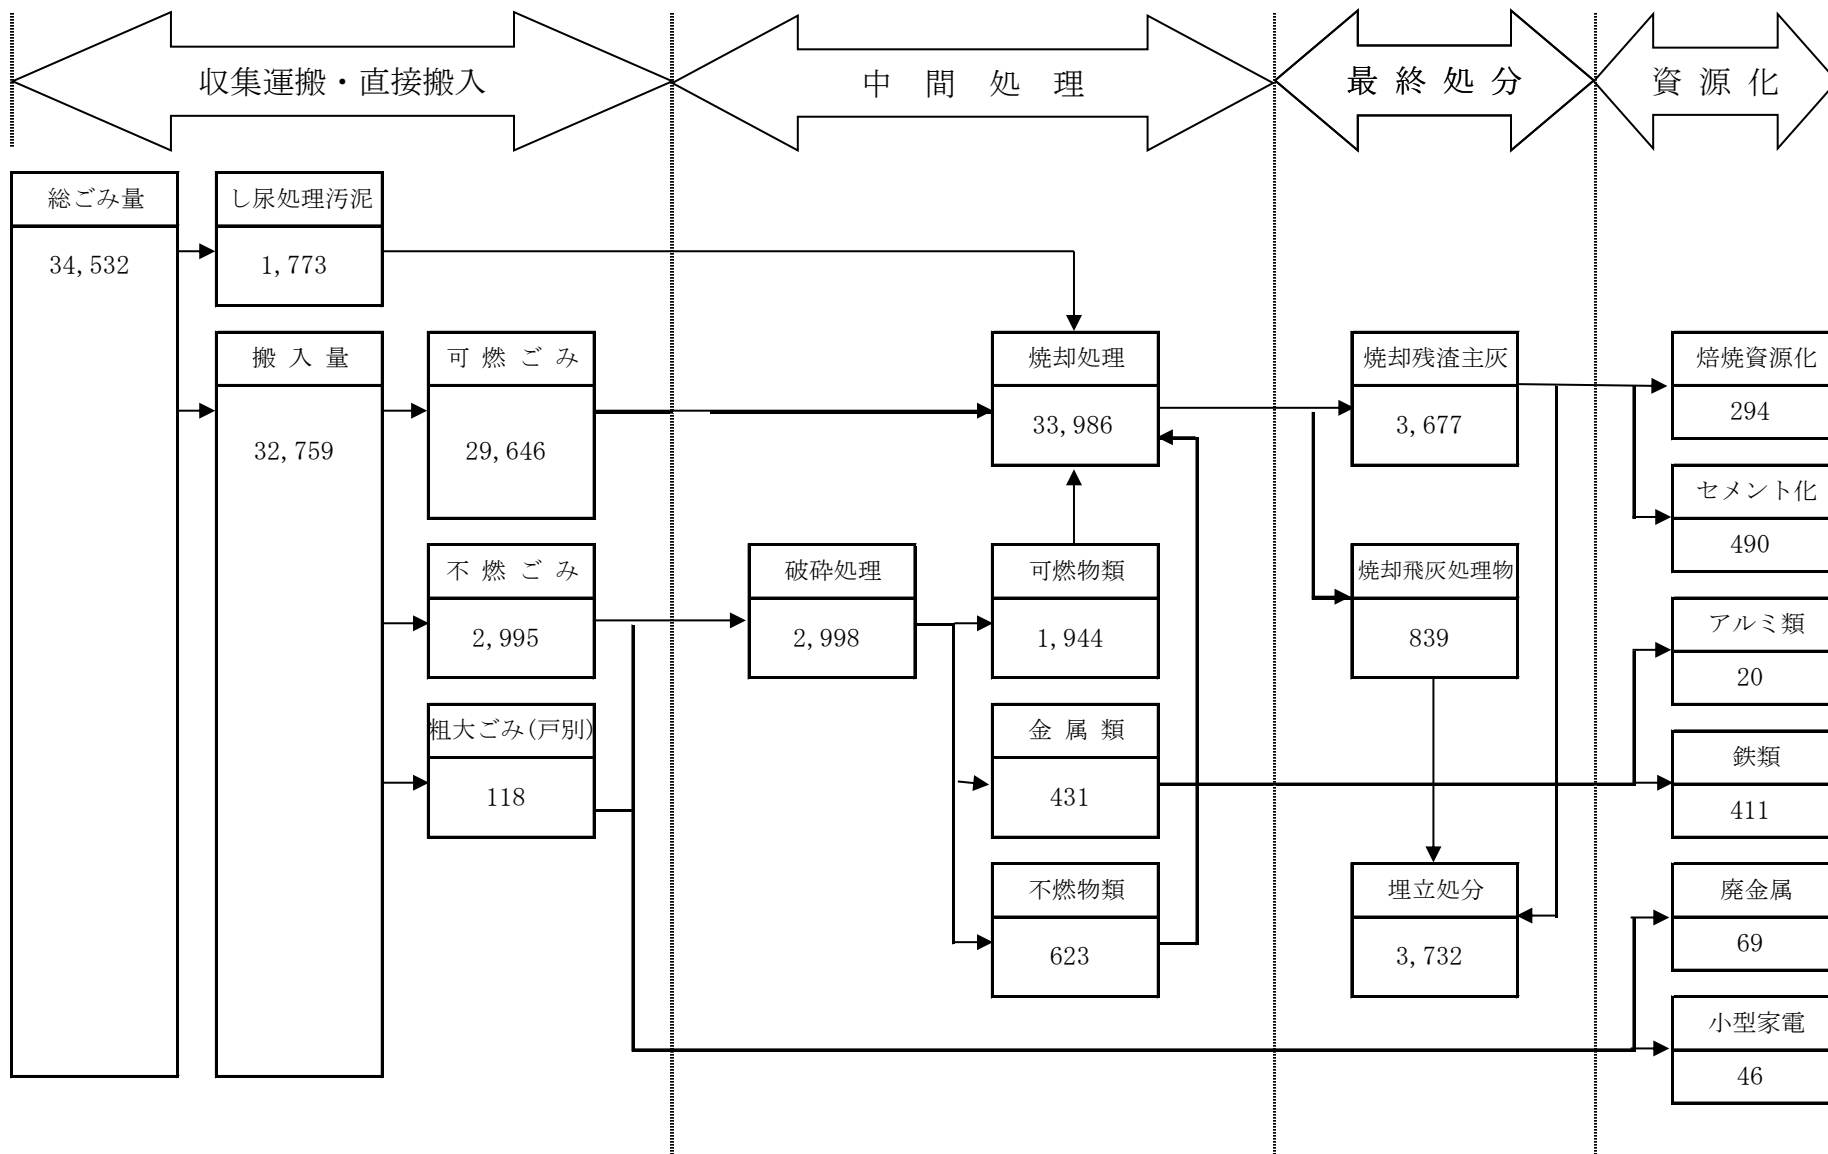 収集運搬・直接搬入
中間処理
最終処分
資源化
総ごみ量
34,532
し尿処理汚泥
1,773
搬入量
32,759
可燃ごみ
29,646
不燃ごみ
2,995
粗大ごみ(戸別)
118
破砕処理
2,998
焼却処理
33,986
可燃物類
1,944
金属類
431
不燃物類
623
焼却残渣主灰
3,677
焼却飛灰処理物
839
埋立処分
3,732
焙焼資源化
294
セメント化
490
アルミ類
20
鉄類
411
廃金属
69
小型家電
46